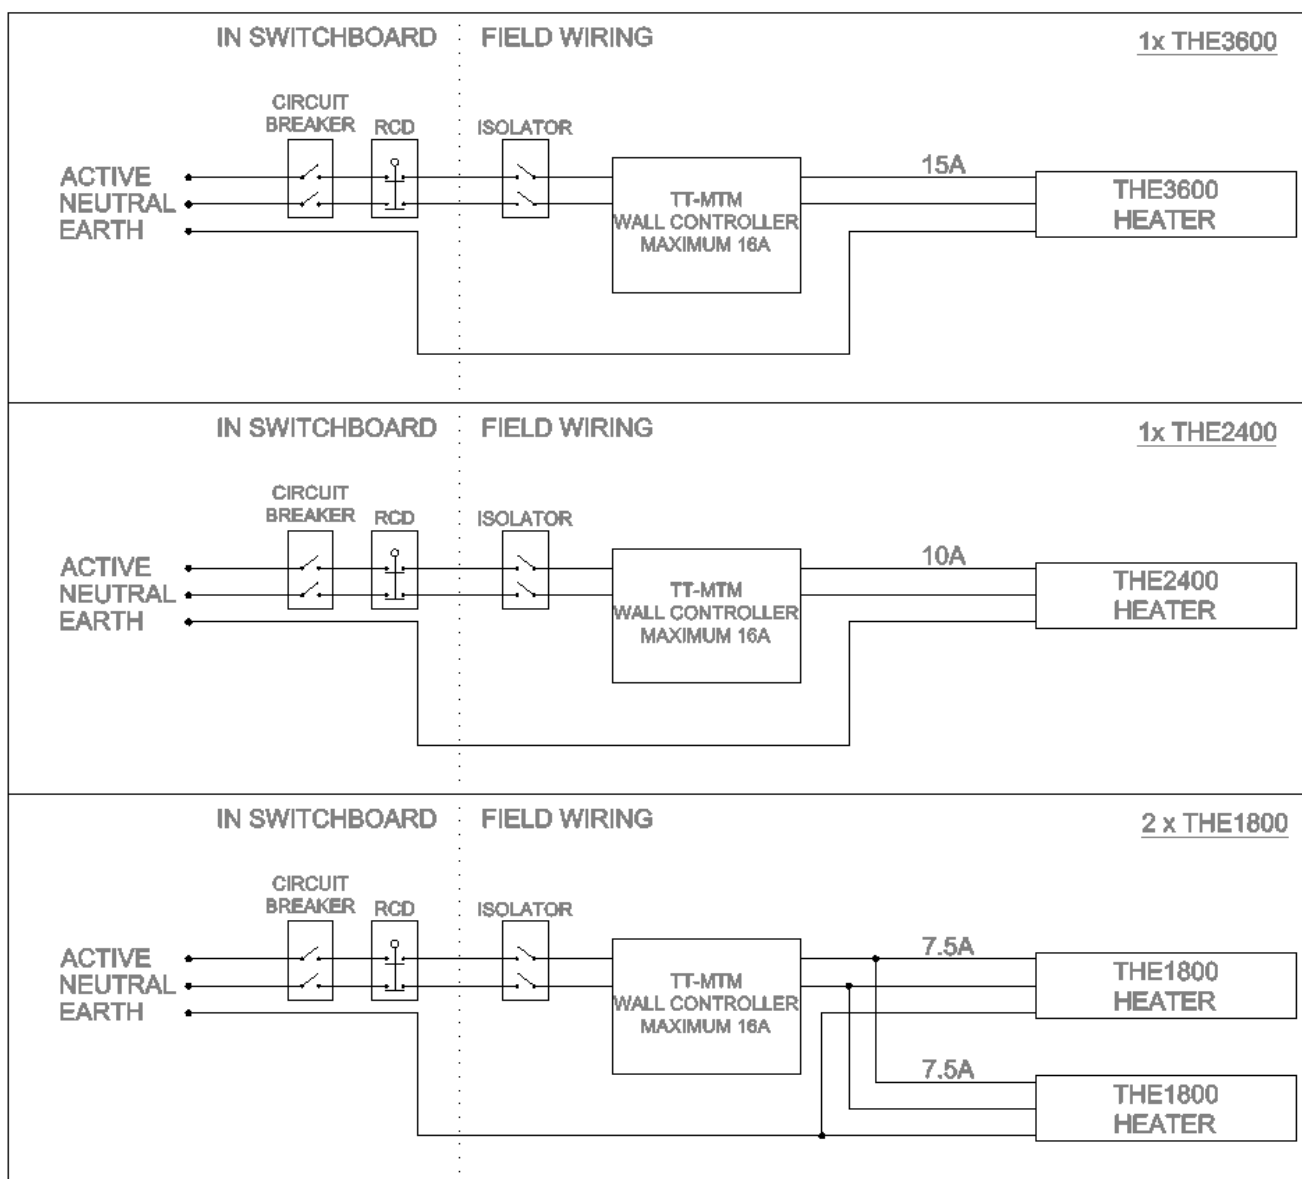 IN SWITCHBOARD
FIELD WIRING
1x THE3600
CIRCUIT
BREAKER
RCD
ISOLATOR
ACTIVE
NEUTRAL
EARTH
TT-MTM
WALL CONTROLLER
MAXIMUM 16A
15A
THE3600
HEATER
IN SWITCHBOARD
FIELD WIRING
1x THE2400
CIRCUIT
BREAKER
RCD
ISOLATOR
ACTIVE
NEUTRAL
EARTH
TT-MTM
WALL CONTROLLER
MAXIMUM 16A
10A
THE2400
HEATER
IN SWITCHBOARD
FIELD WIRING
2 x THE1800
CIRCUIT
BREAKER
RCD
ISOLATOR
ACTIVE
NEUTRAL
EARTH
TT-MTM
WALL CONTROLLER
MAXIMUM 16A
7.5A
THE1800
HEATER
7.5A
THE1800
HEATER